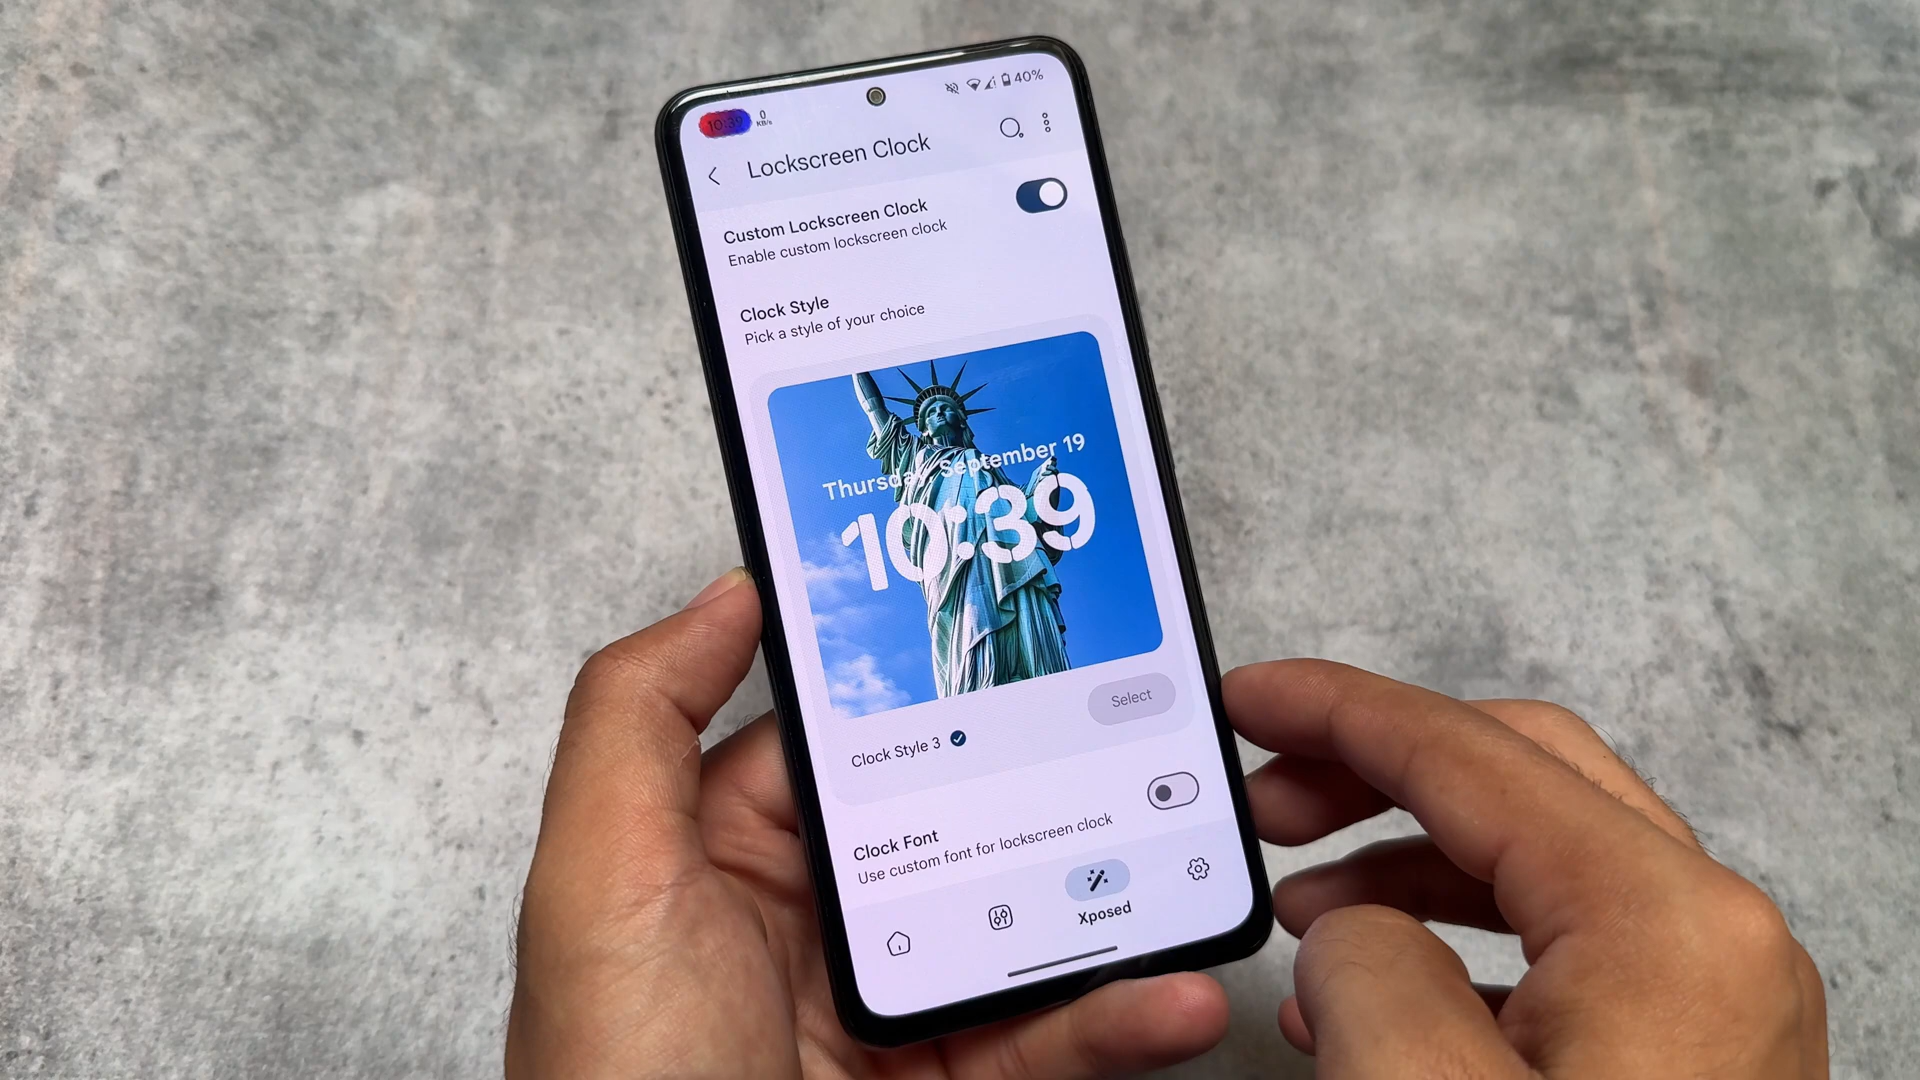 10:39 0 KB/s 40%
Lockscreen Clock
Custom Lockscreen Clock
Enable custom lockscreen clock
Clock Style
Pick a style of your choice
Thursday, September 19
10:39
Select
Clock Style 3
Clock Font
Use custom font for lockscreen clock
Xposed